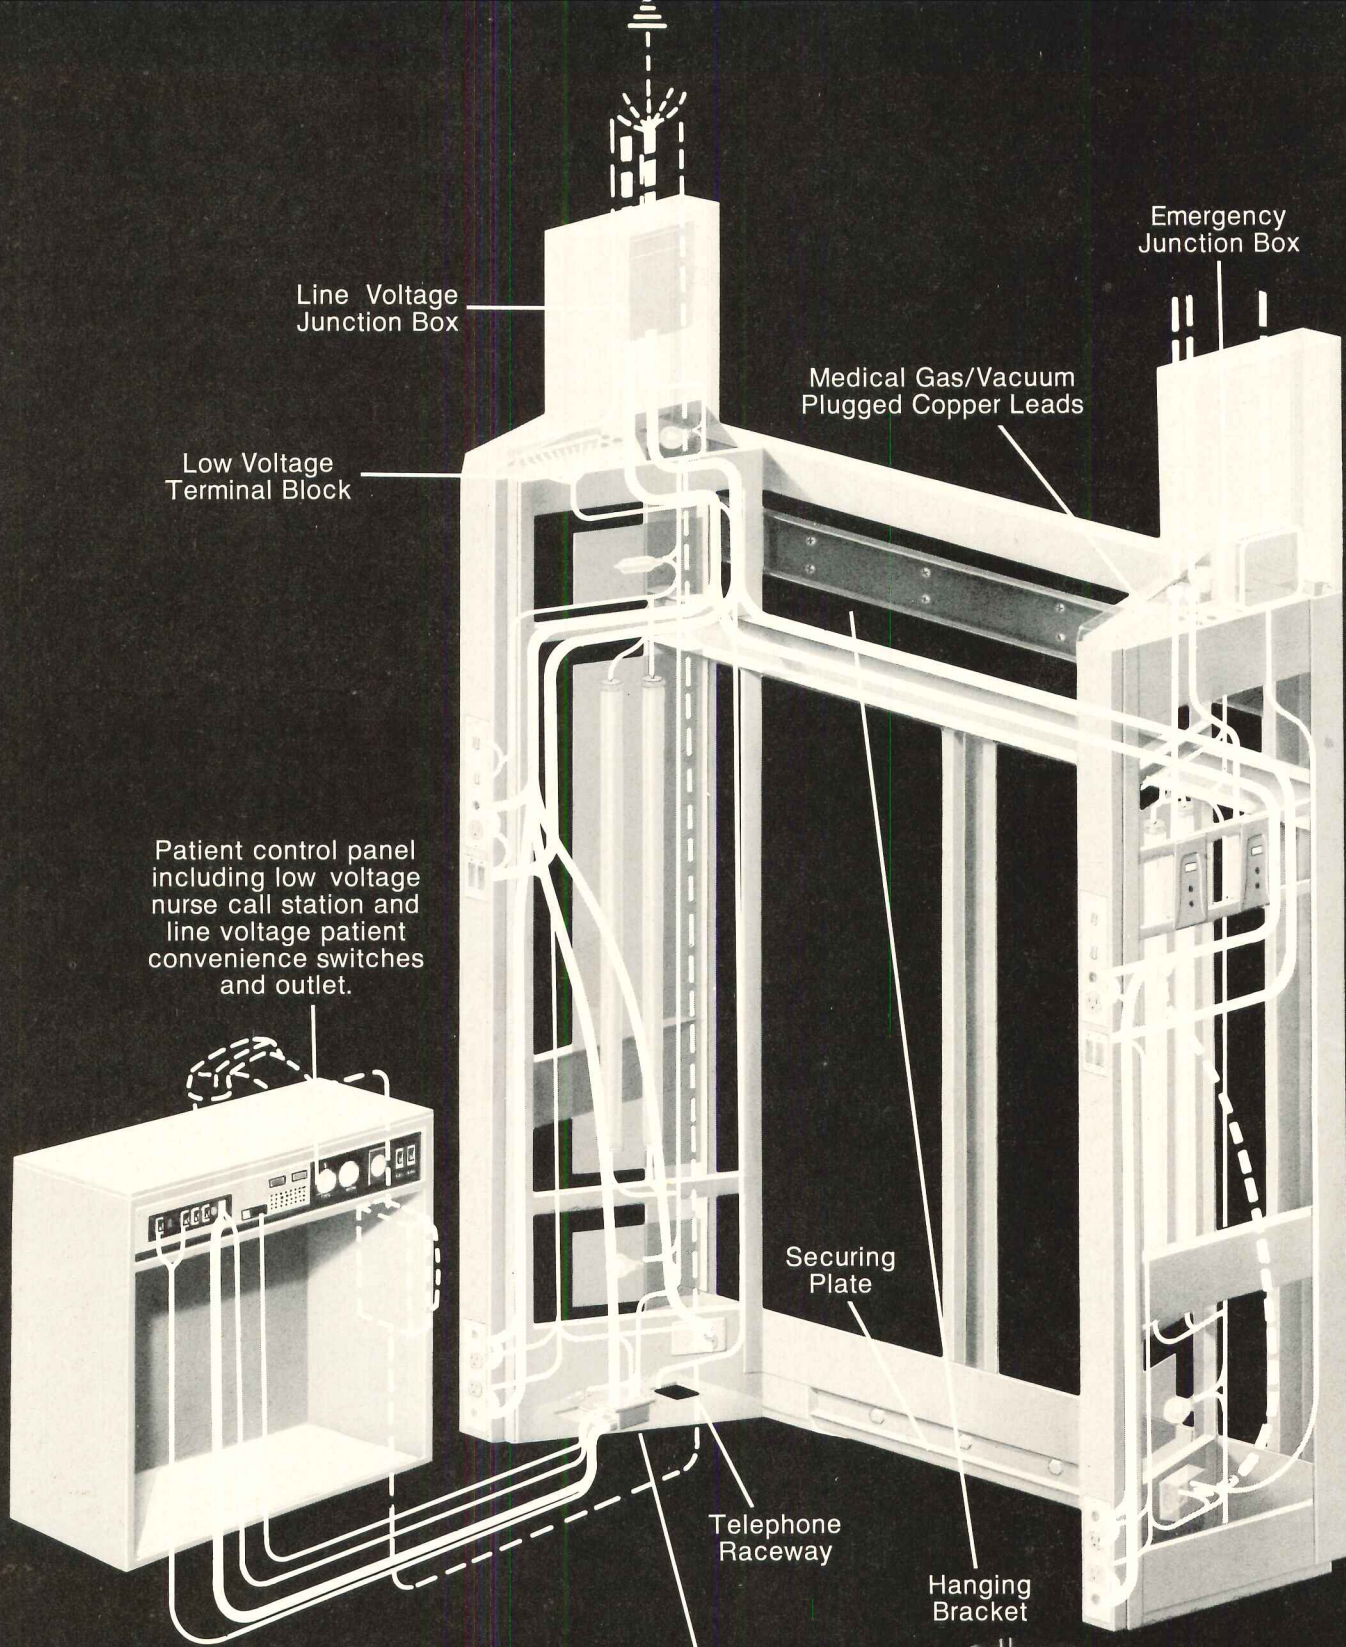 Emergency
Junction Box
Line Voltage
Junction Box
Medical Gas/Vacuum
Plugged Copper Leads
Low Voltage
Terminal Block
Patient control panel
including low voltage
nurse call station and
line voltage patient
convenience switches
and outlet.
Securing
Plate
Telephone
Raceway
Hanging
Bracket